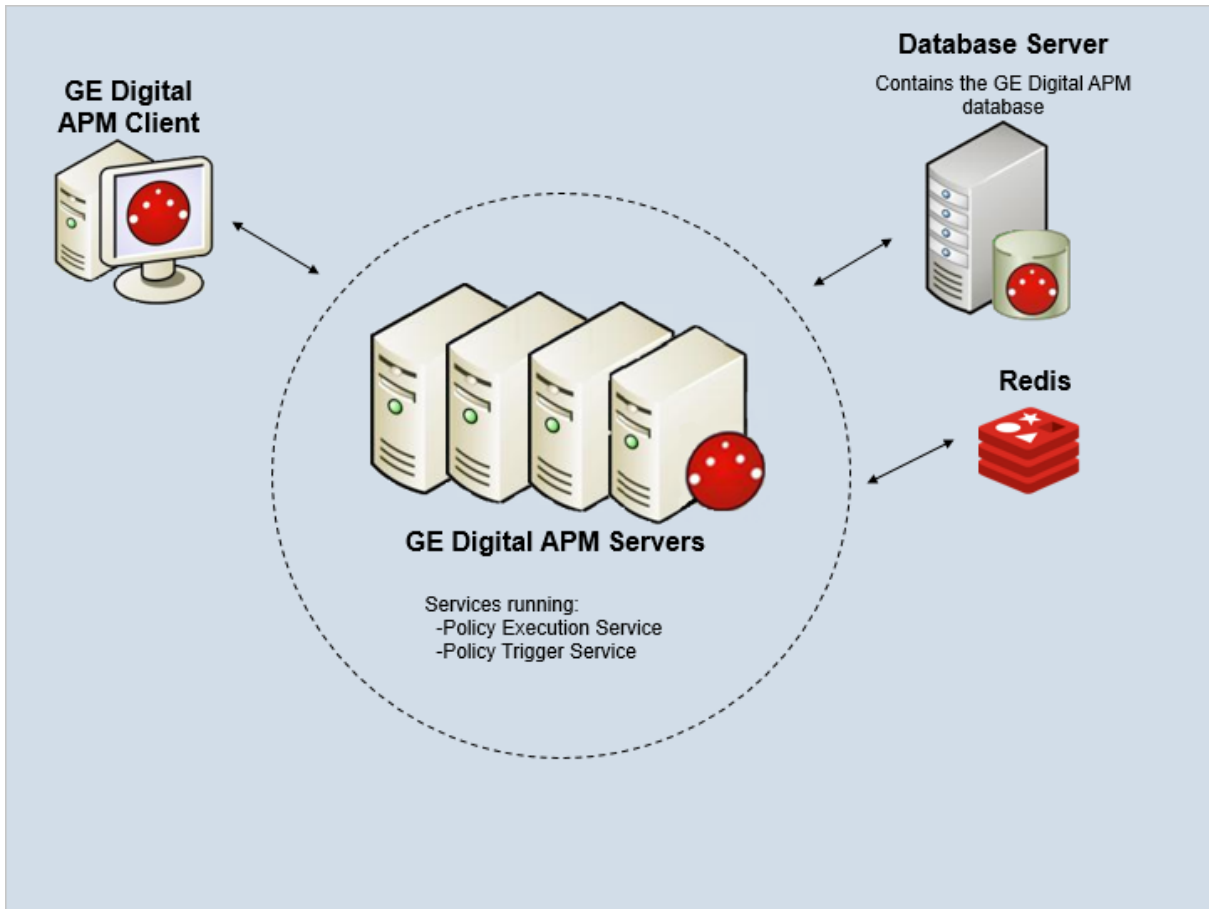 GE Digital
APM Client
Database Server
Contains the GE Digital APM
database
Redis
GE Digital APM Servers
Services running:
-Policy Execution Service
-Policy Trigger Service